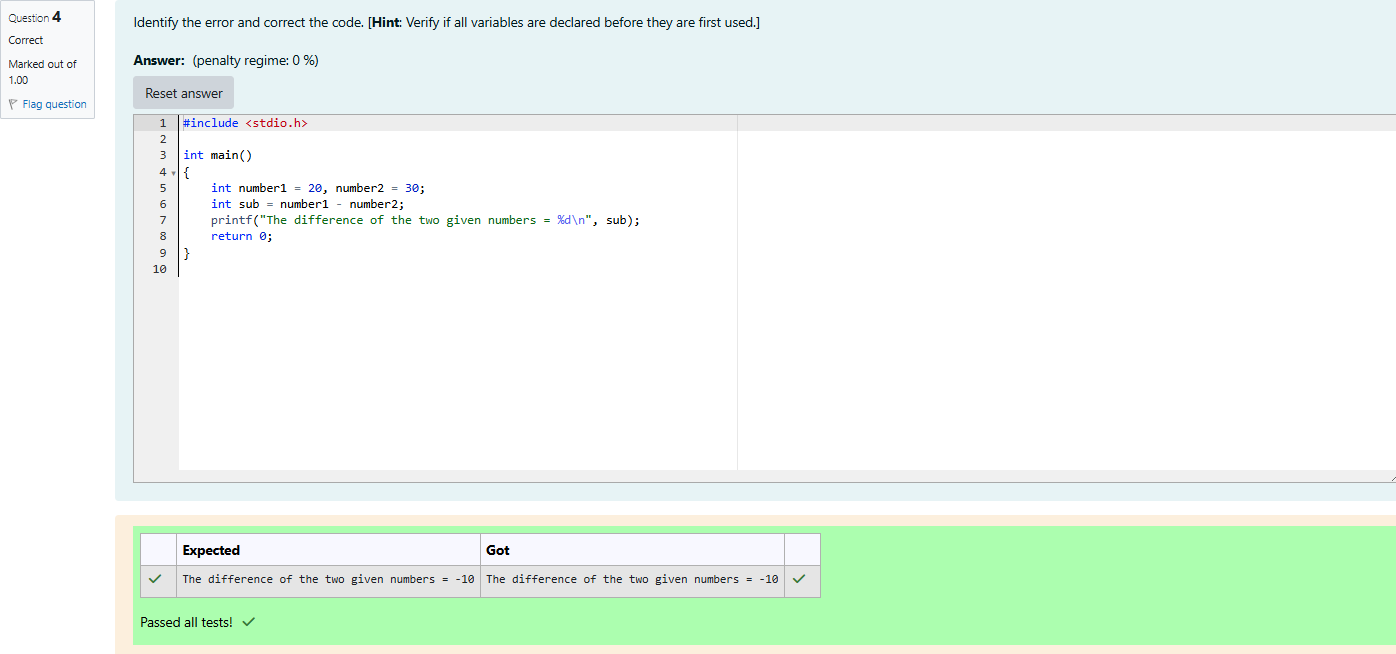 Question 4
Correct
Marked out of
1.00
Flag question
Identify the error and correct the code. [Hint: Verify if all variables are declared before they are first used.]
Answer: (penalty regime: 0 %)
Reset answer
1 #include <stdio.h>
2
3 int main()
4 {
5     int number1 = 20, number2 = 30;
6     int sub = number1 - number2;
7     printf("The difference of the two given numbers = %d\n", sub);
8     return 0;
9 }
10
Expected Got
The difference of the two given numbers = -10 The difference of the two given numbers = -10
Passed all tests!